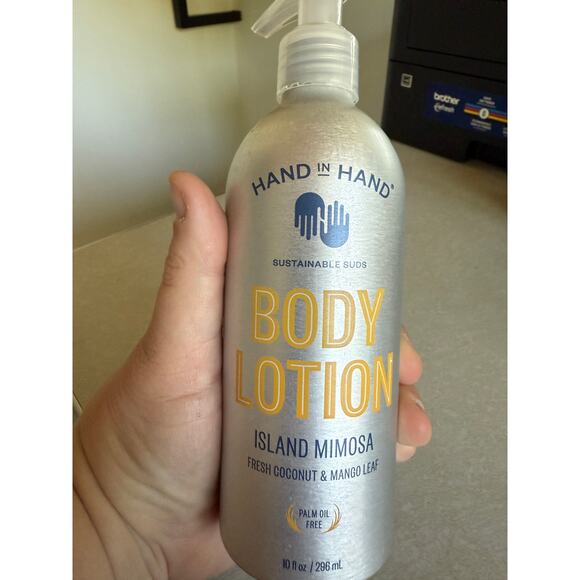 HAND IN HAND®
SUSTAINABLE SUDS
BODY
LOTION
ISLAND MIMOSA
FRESH COCONUT & MANGO LEAF
PALM OIL
FREE
10 fl oz / 296 mL
brother
refresh